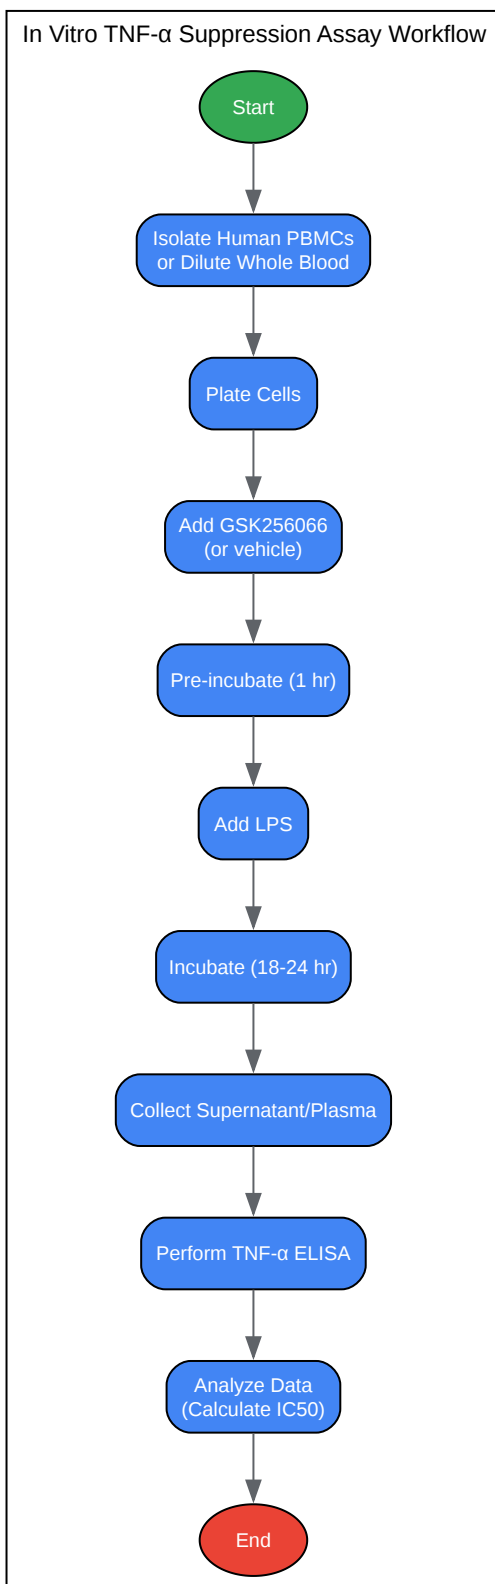 In Vitro TNF-α Suppression Assay Workflow
Start
Isolate Human PBMCs
or Dilute Whole Blood
Plate Cells
Add GSK256066
(or vehicle)
Pre-incubate (1 hr)
Add LPS
Incubate (18-24 hr)
Collect Supernatant/Plasma
Perform TNF-α ELISA
Analyze Data
(Calculate IC50)
End